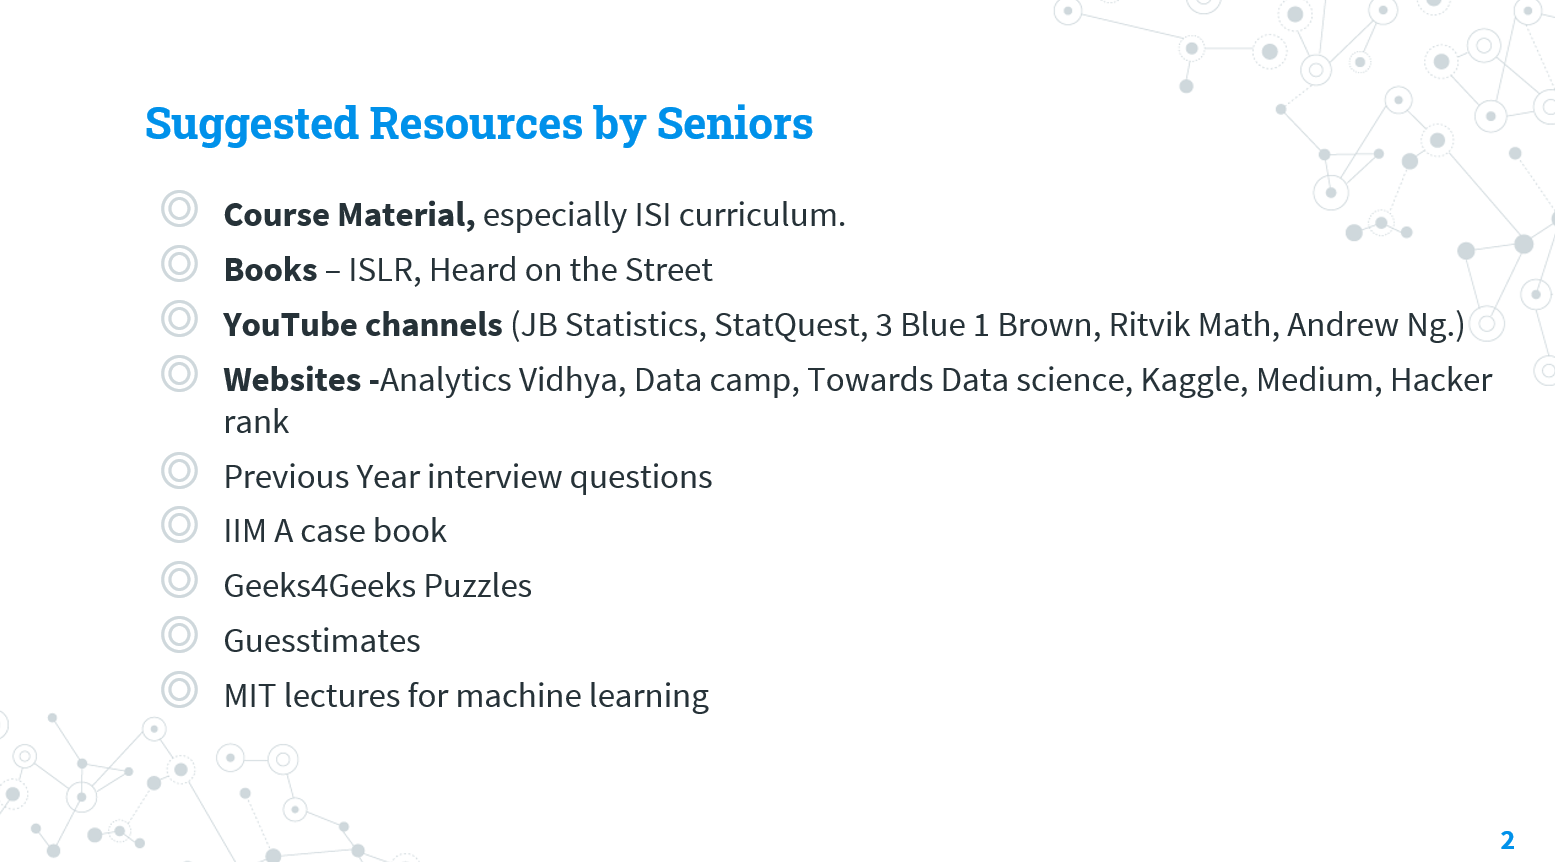 Suggested Resources by Seniors
Course Material, especially ISI curriculum.
Books – ISLR, Heard on the Street
YouTube channels (JB Statistics, StatQuest, 3 Blue 1 Brown, Ritvik Math, Andrew Ng.)
Websites -Analytics Vidhya, Data camp, Towards Data science, Kaggle, Medium, Hacker
rank
Previous Year interview questions
IIM A case book
Geeks4Geeks Puzzles
Guesstimates
MIT lectures for machine learning
2